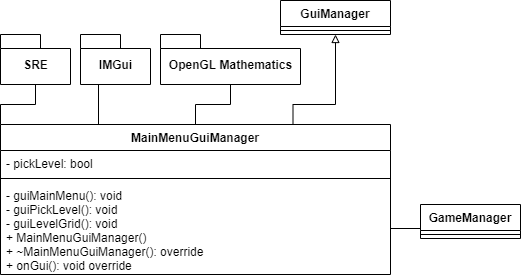 GuiManager
SRE
IMGui
OpenGL Mathematics
MainMenuGuiManager
- pickLevel: bool
- guiMainMenu(): void
- guiPickLevel(): void
- guiLevelGrid(): void
+ MainMenuGuiManager()
+ ~MainMenuGuiManager(): override
+ onGui(): void override
GameManager